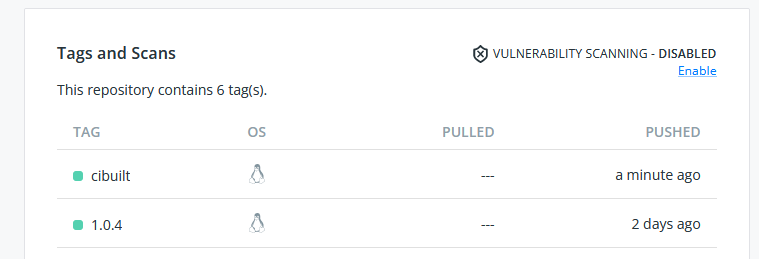 Tags and Scans
VULNERABILITY SCANNING - DISABLED
Enable
This repository contains 6 tag(s).
TAG OS PULLED PUSHED
cibuilt --- a minute ago
1.0.4 --- 2 days ago